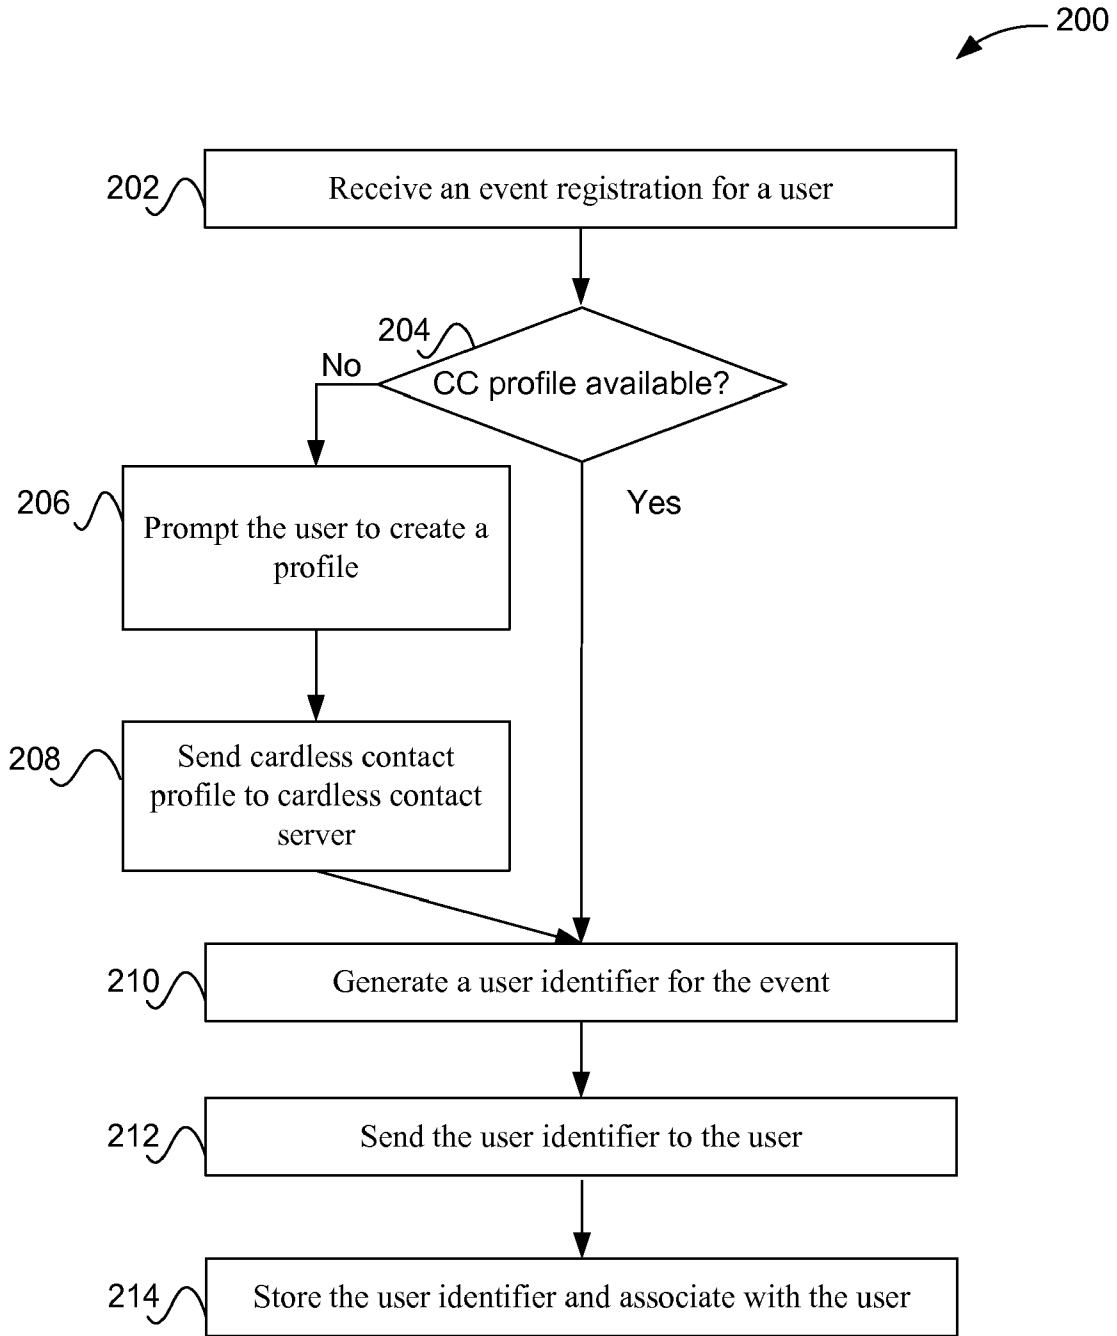 200
202
Receive an event registration for a user
204
No
CC profile available?
206
Yes
Prompt the user to create a
profile
208
Send cardless contact
profile to cardless contact
server
210
Generate a user identifier for the event
212
Send the user identifier to the user
214
Store the user identifier and associate with the user